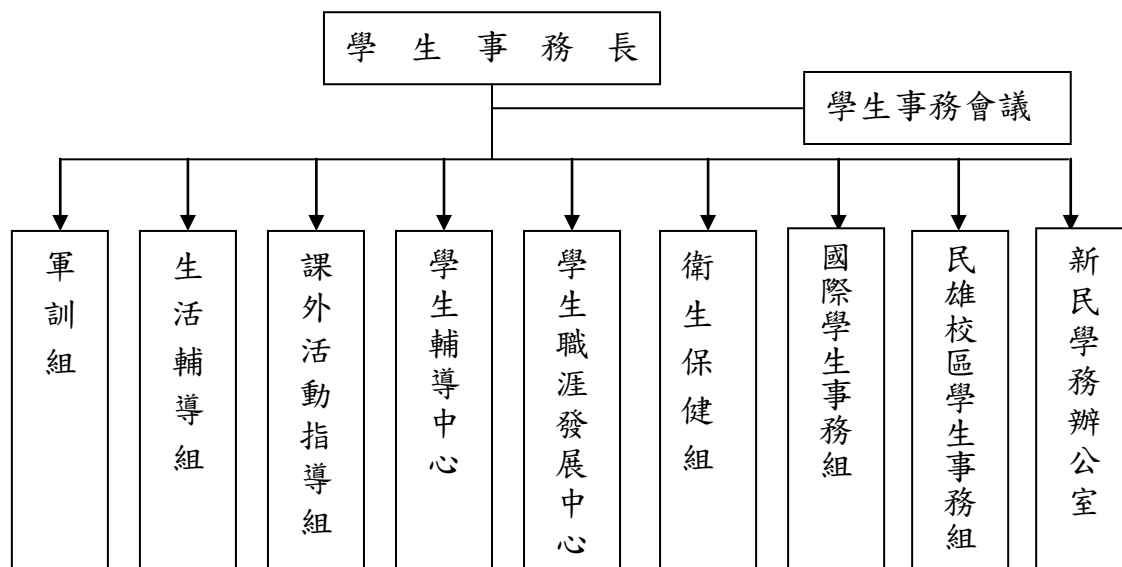 學生事務長
學生事務會議
軍訓組
生活輔導組
課外活動指導組
學生輔導中心
學生職涯發展中心
衛生保健組
國際學生事務組
民雄校區學生事務組
新民學務辦公室